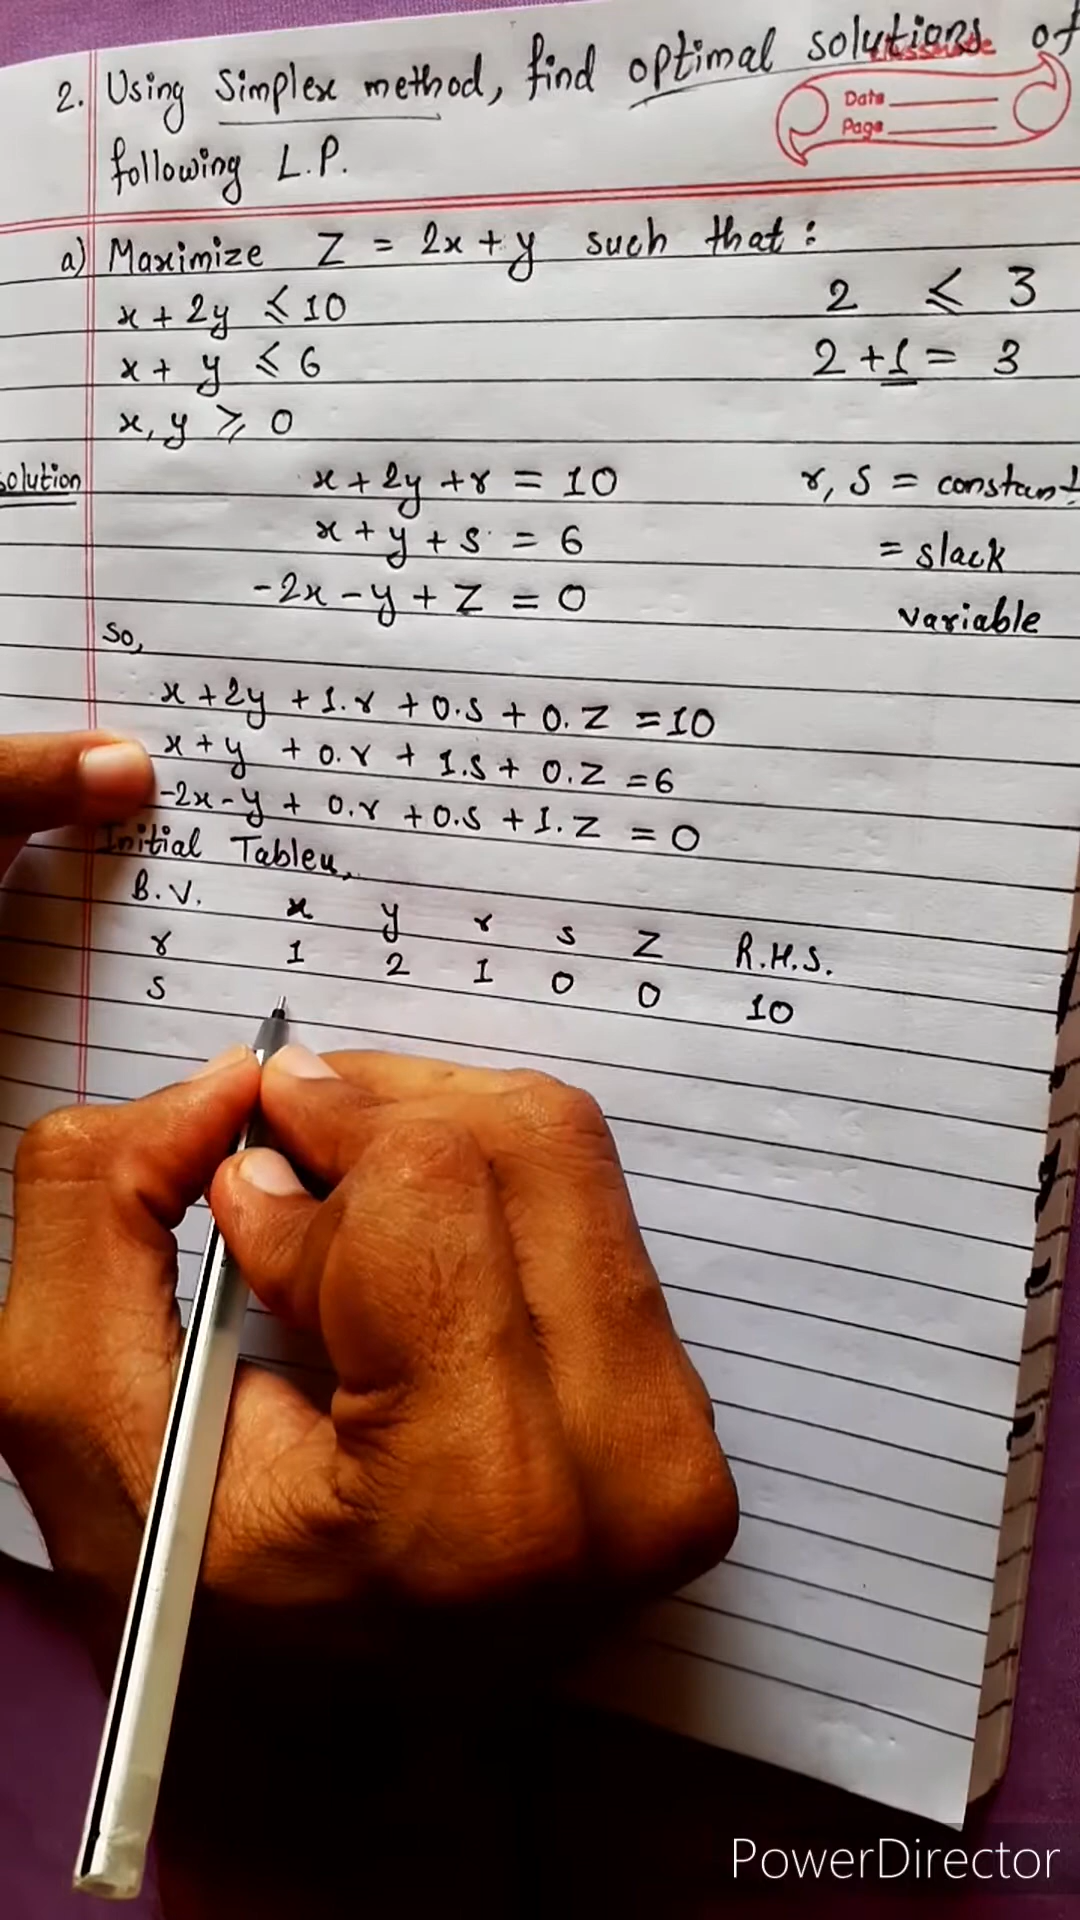 2. Using Simplex method, find optimal solutions of
Date
Page
following L.P.
a) Maximize Z = 2x + y such that :
x + 2y ≤ 10
2 ≤ 3
x + y ≤ 6
2 + 1 = 3
x, y ≥ 0
solution
x + 2y + r = 10
r, s = constant
x + y + s = 6
= slack
-2x - y + Z = 0
variable
So,
x + 2y + 1.r + 0.s + 0.Z = 10
x + y + 0.r + 1.s + 0.Z = 6
-2x - y + 0.r + 0.s + 1.Z = 0
Initial Tableu,
B.V. x y r s Z R.H.S.
r 1 2 1 0 0 10
s
PowerDirector